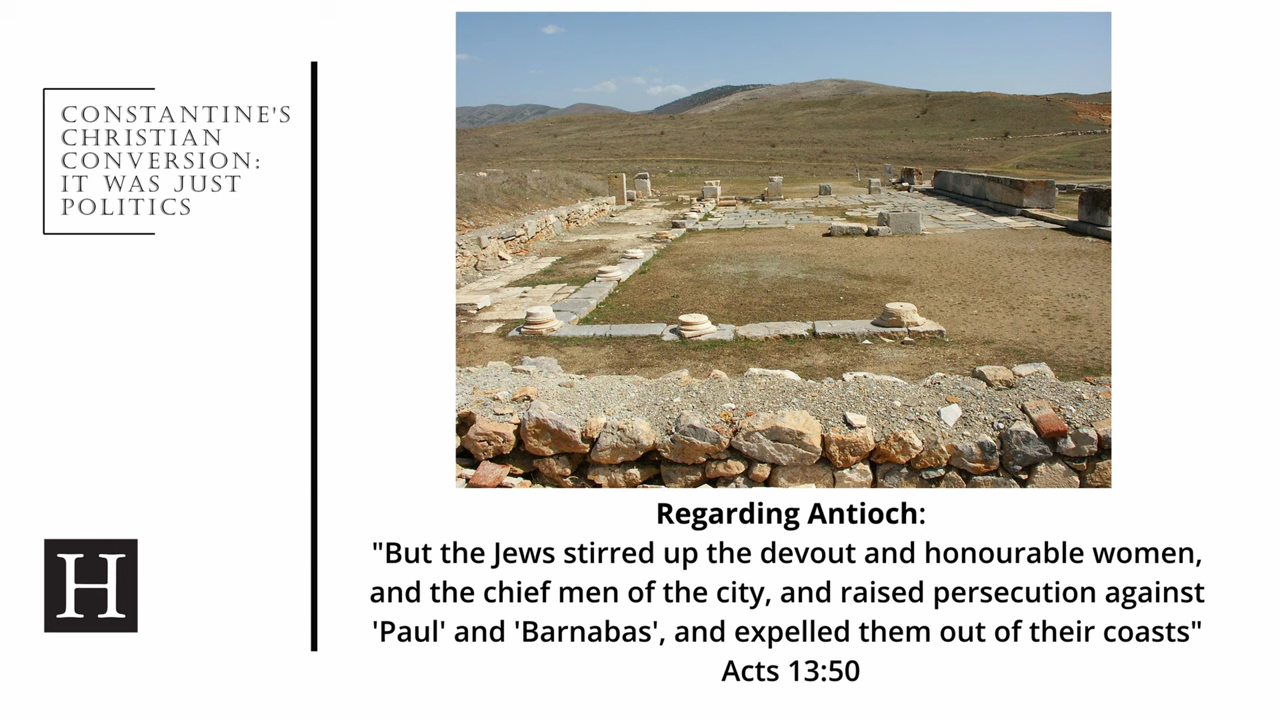 CONSTANTINE'S
CHRISTIAN
CONVERSION:
IT WAS JUST
POLITICS
H
Regarding Antioch:
"But the Jews stirred up the devout and honourable women,
and the chief men of the city, and raised persecution against
'Paul' and 'Barnabas', and expelled them out of their coasts"
Acts 13:50